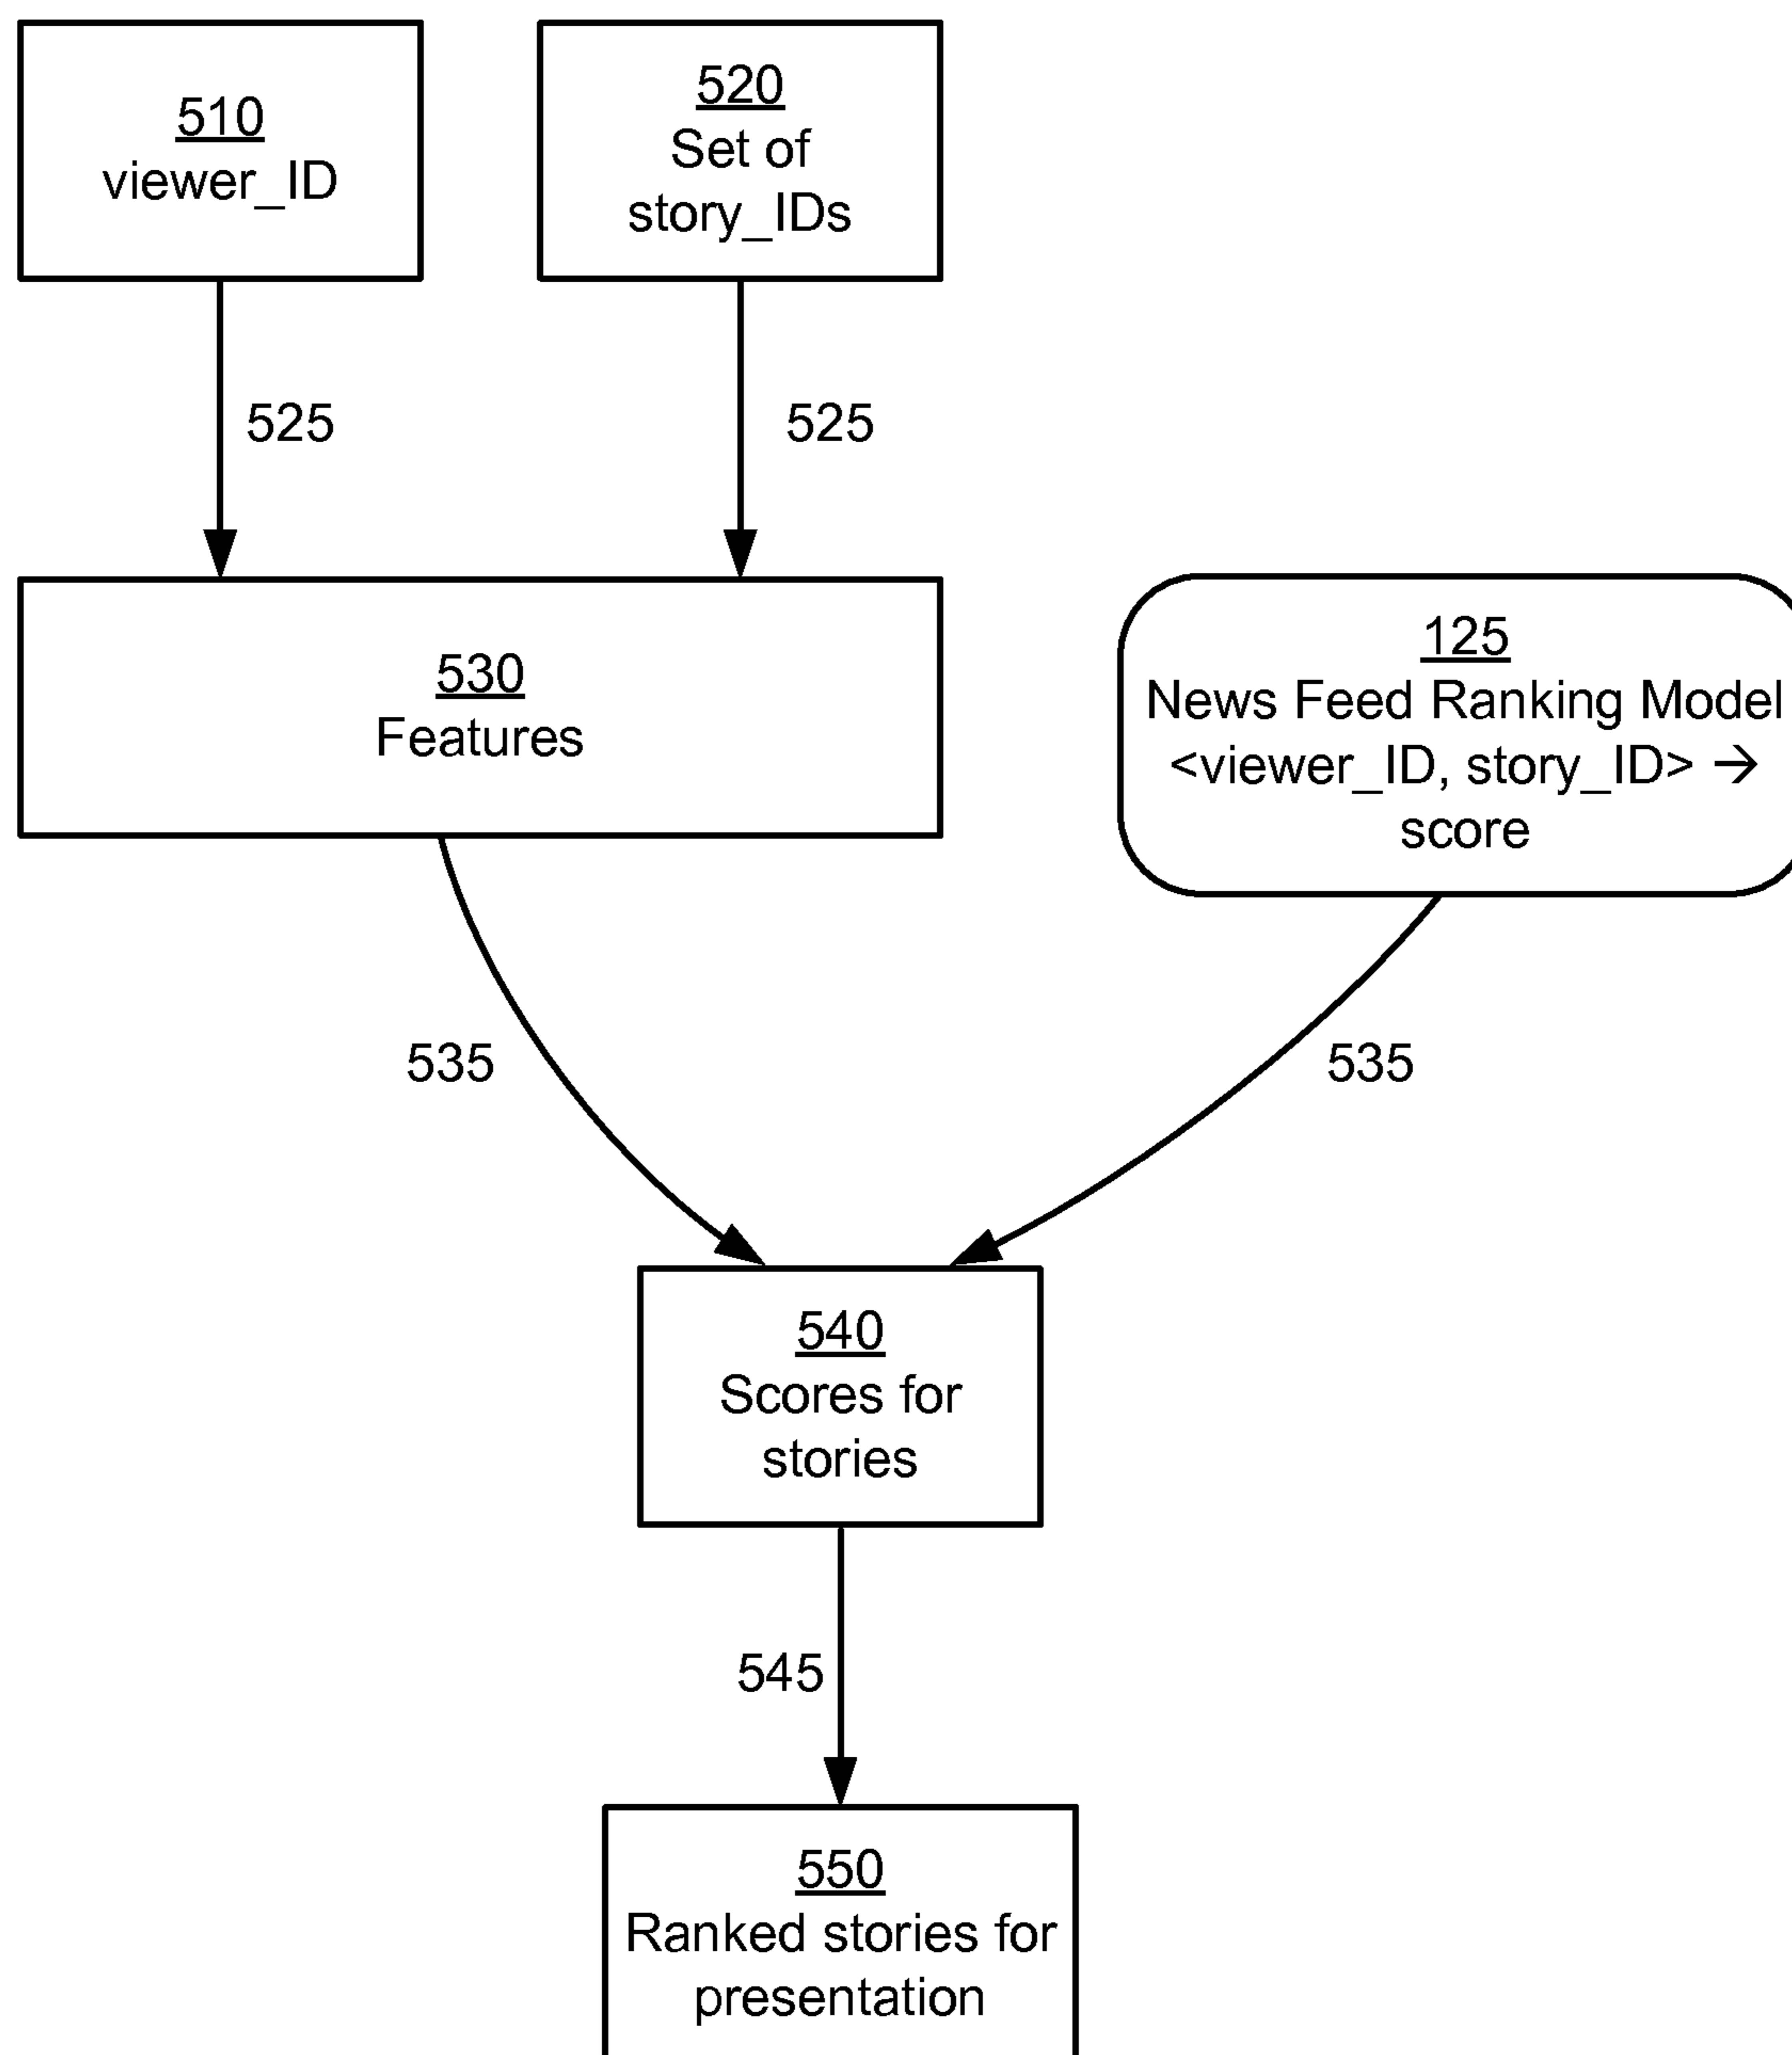 510
viewer_ID
520
Set of
story_IDs
525
525
530
Features
125
News Feed Ranking Model
<viewer_ID, story_ID> →
score
535
535
540
Scores for
stories
545
550
Ranked stories for
presentation